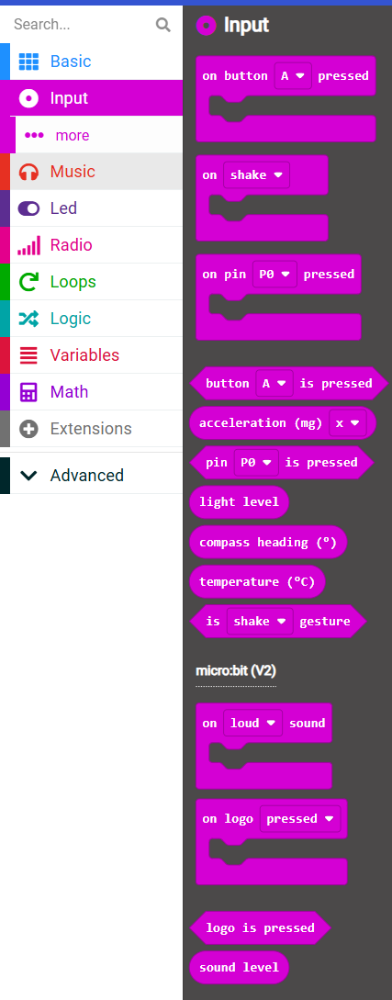 Search...
Basic
Input
more
Music
Led
Radio
Loops
Logic
Variables
Math
Extensions
Advanced
Input
on button A pressed
on shake
on pin P0 pressed
button A is pressed
acceleration (mg) x
pin P0 is pressed
light level
compass heading (°)
temperature (°C)
is shake gesture
micro:bit (V2)
on loud sound
on logo pressed
logo is pressed
sound level